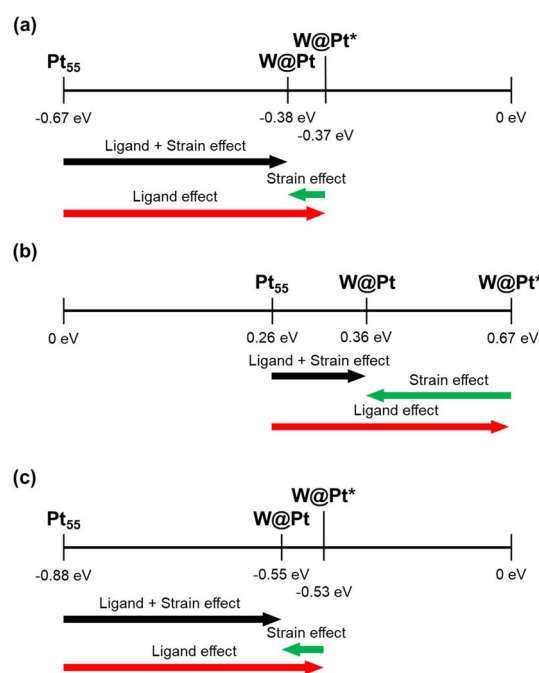 (a)
W@Pt*
Pt₅₅ W@Pt
-0.67 eV -0.38 eV 0 eV
-0.37 eV
Ligand + Strain effect
Strain effect
Ligand effect
(b)
Pt₅₅ W@Pt W@Pt*
0 eV 0.26 eV 0.36 eV 0.67 eV
Ligand + Strain effect
Strain effect
Ligand effect
(c)
W@Pt*
Pt₅₅ W@Pt
-0.88 eV -0.55 eV 0 eV
-0.53 eV
Ligand + Strain effect
Strain effect
Ligand effect